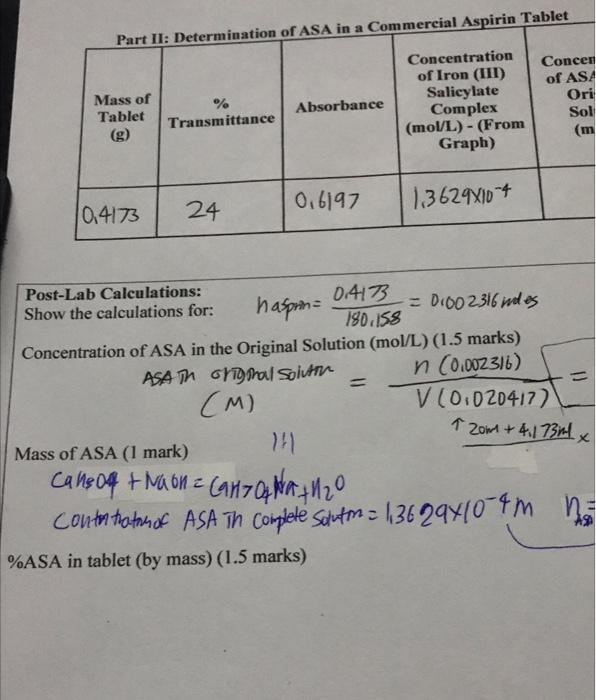 Part II: Determination of ASA in a Commercial Aspirin Tablet
Mass of Tablet (g)
% Transmittance
Absorbance
Concentration of Iron (III) Salicylate Complex (mol/L) - (From Graph)
Concen
of ASA
Ori
Sol
(m
0.4173
24
0.6197
1.3629x10-4
Post-Lab Calculations:
Show the calculations for:
naspirin = 0.4173 / 180.158 = 0.002316 moles
Concentration of ASA in the Original Solution (mol/L) (1.5 marks)
ASA in original solution (M) = n (0.002316) / V (0.020417) =
↑ 20ml + 4.173ml x
Mass of ASA (1 mark)
1:1
C9H8O4 + NaOH = C9H7O4Na + H2O
Concentration of ASA in complete solution = 1.3629x10-4 M n =
ASA
%ASA in tablet (by mass) (1.5 marks)